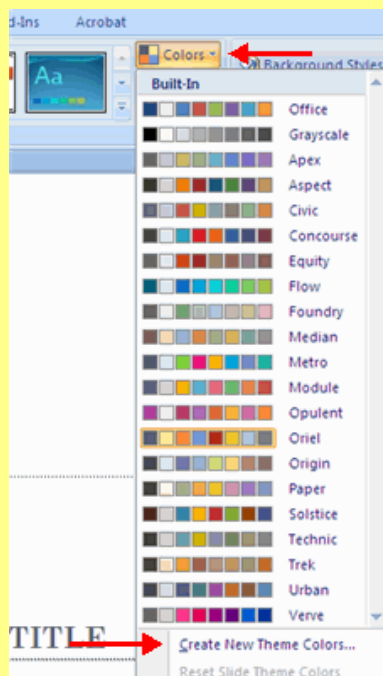 d-Ins Acrobat
Colors
Aa
Background Styles
Built-In
Office
Grayscale
Apex
Aspect
Civic
Concourse
Equity
Flow
Foundry
Median
Metro
Module
Opulent
Oriel
Origin
Paper
Solstice
Technic
Trek
Urban
Verve
TITLE
Create New Theme Colors...
Reset Slide Theme Colors